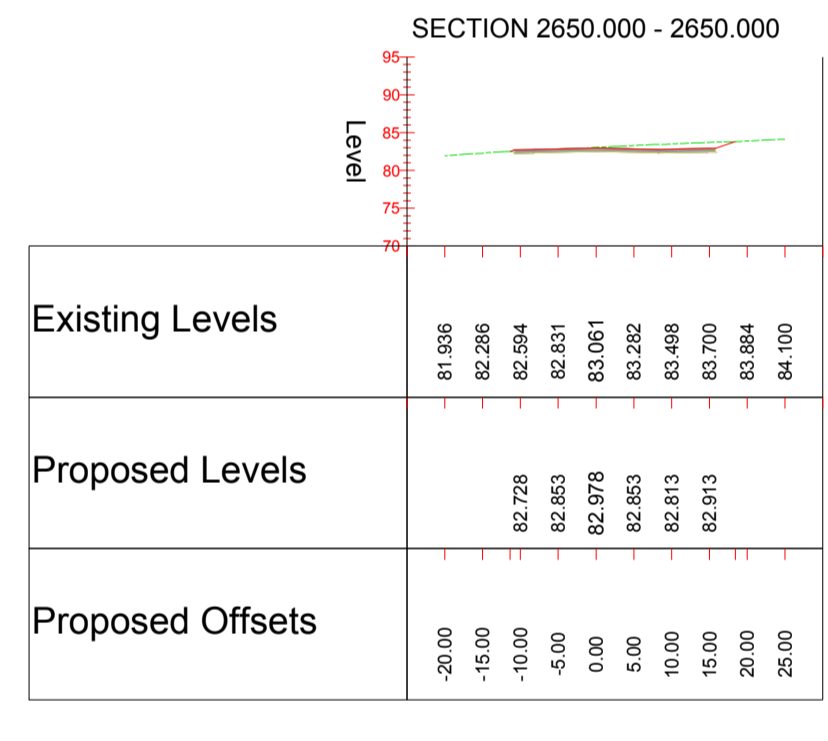 SECTION 2650.000 - 2650.000
95
90
85
80
75
70
Level
Existing Levels
81.936 82.286 82.594 82.831 83.061 83.282 83.498 83.700 83.884 84.100
Proposed Levels
82.728 82.853 82.978 82.853 82.813 82.913
Proposed Offsets
-20.00 -15.00 -10.00 -5.00 0.00 5.00 10.00 15.00 20.00 25.00